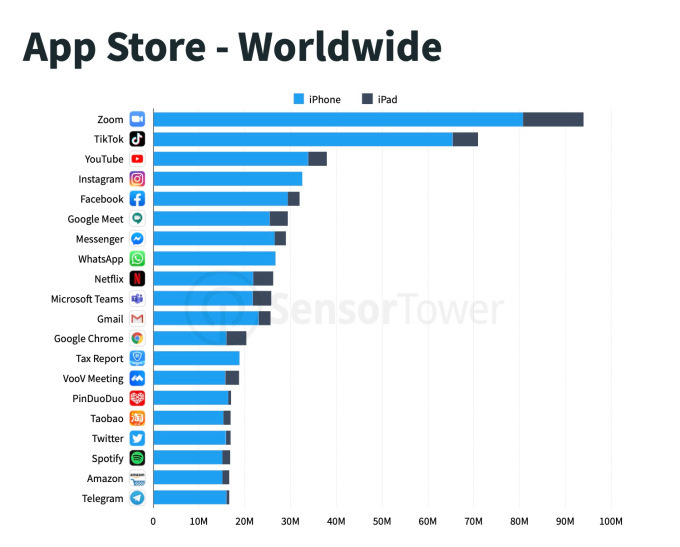 App Store - Worldwide
iPhone iPad
Zoom
TikTok
YouTube
Instagram
Facebook
Google Meet
Messenger
WhatsApp
Netflix
Microsoft Teams
Gmail
Google Chrome
Tax Report
VooV Meeting
PinDuoDuo
Taobao
Twitter
Spotify
Amazon
Telegram
SensorTower
0 10M 20M 30M 40M 50M 60M 70M 80M 90M 100M